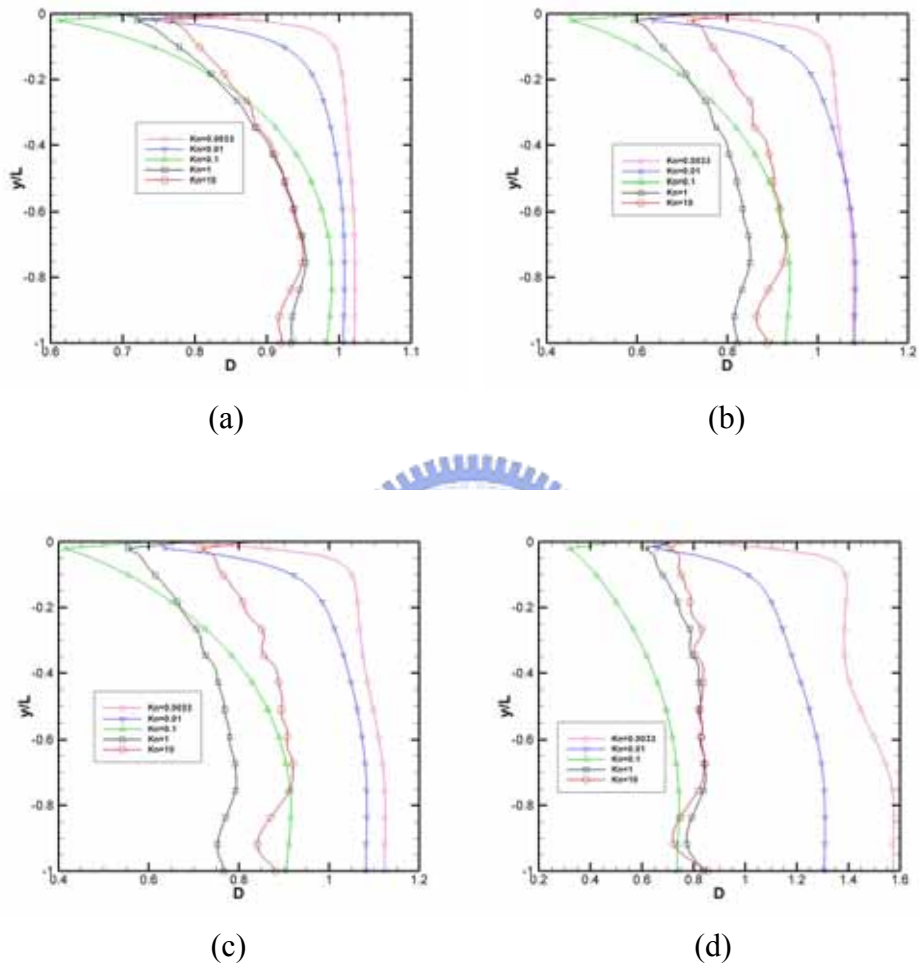 0
-0.2
-0.4
-0.6
-0.8
-1
y/L
0.6 0.7 0.8 0.9 1 1.1
D
Kn=0.0033
Kn=0.01
Kn=0.1
Kn=1
Kn=10
(a)
0
-0.2
-0.4
-0.6
-0.8
-1
y/L
0.4 0.6 0.8 1 1.2
D
Kn=0.0033
Kn=0.01
Kn=0.1
Kn=1
Kn=10
(b)
0
-0.2
-0.4
-0.6
-0.8
-1
y/L
0.4 0.6 0.8 1 1.2
D
Kn=0.0033
Kn=0.01
Kn=0.1
Kn=1
Kn=10
(c)
0
-0.2
-0.4
-0.6
-0.8
-1
y/L
0.2 0.4 0.6 0.8 1 1.2 1.4 1.6
D
Kn=0.0033
Kn=0.01
Kn=0.1
Kn=1
Kn=10
(d)